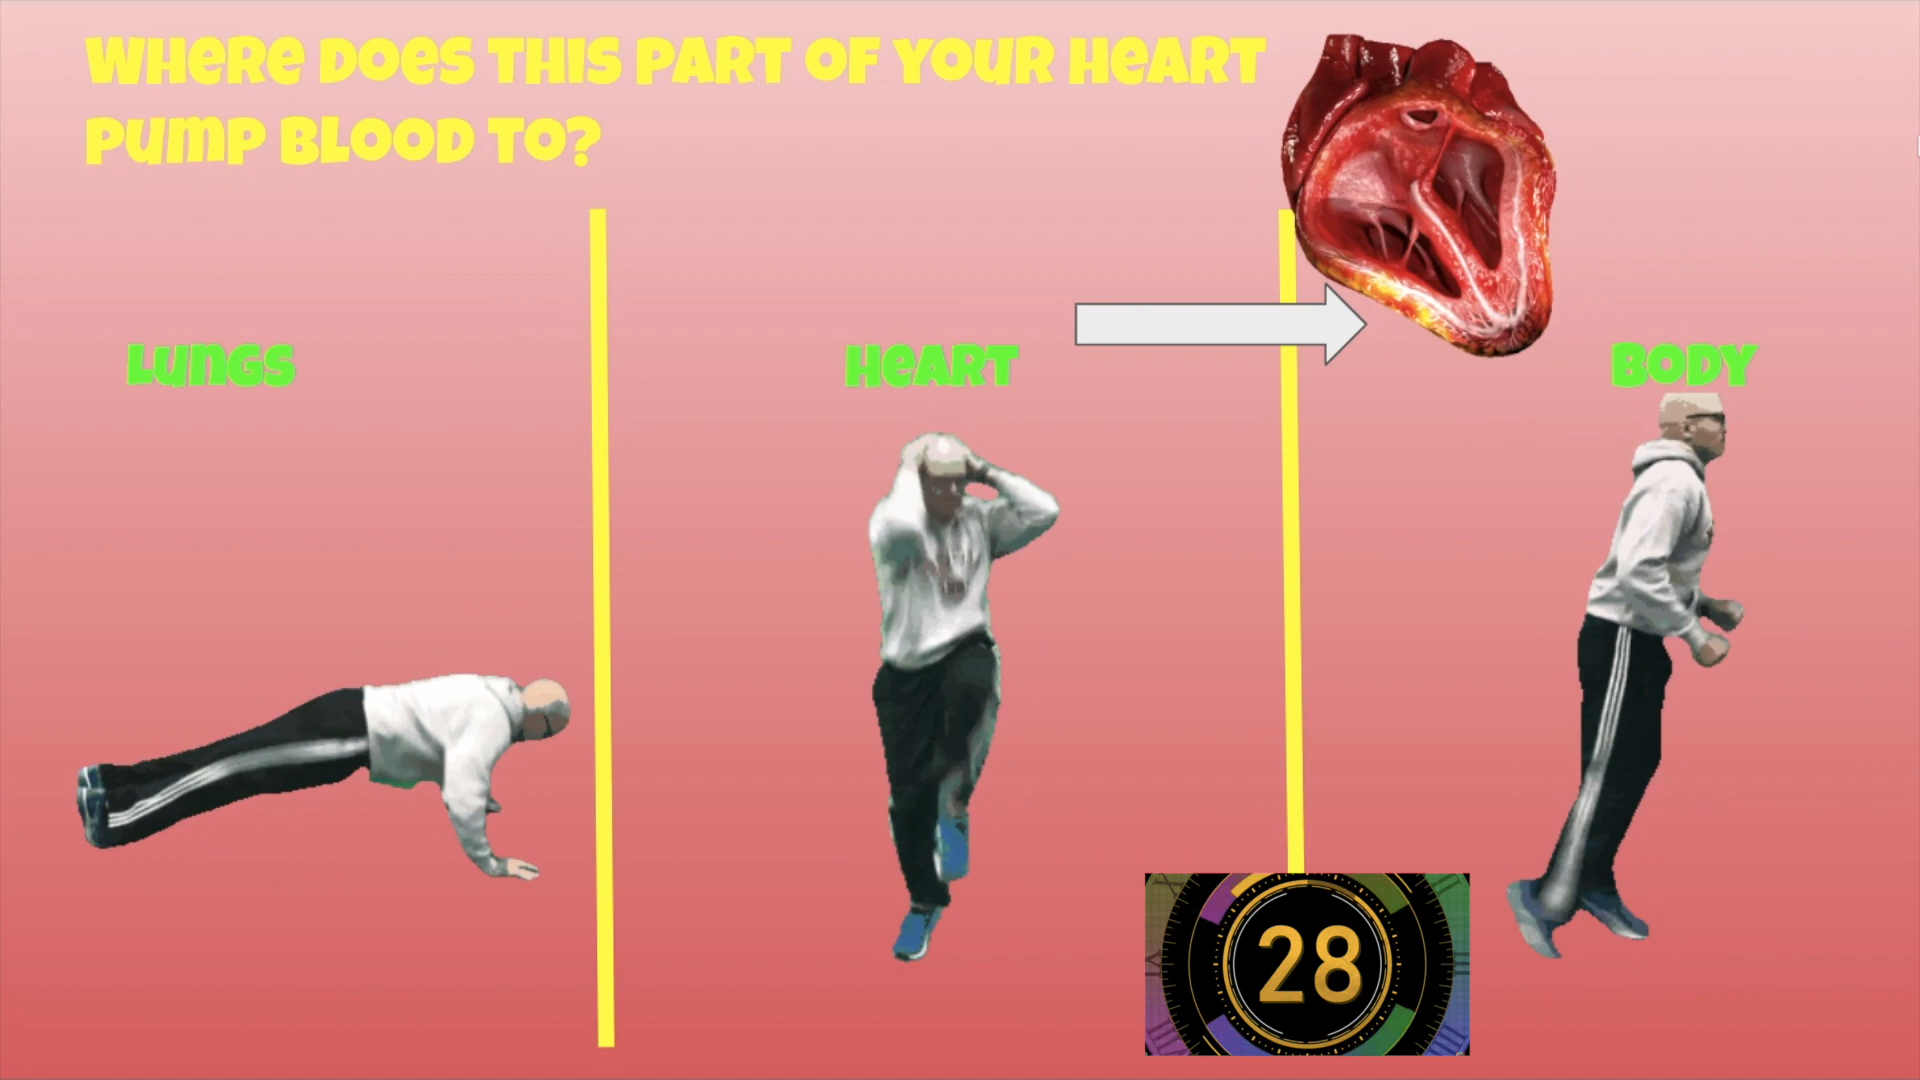 WHERE DOES THIS PART OF YOUR HEART
PUMP BLOOD TO?
LUNGS
HEART
BODY
28